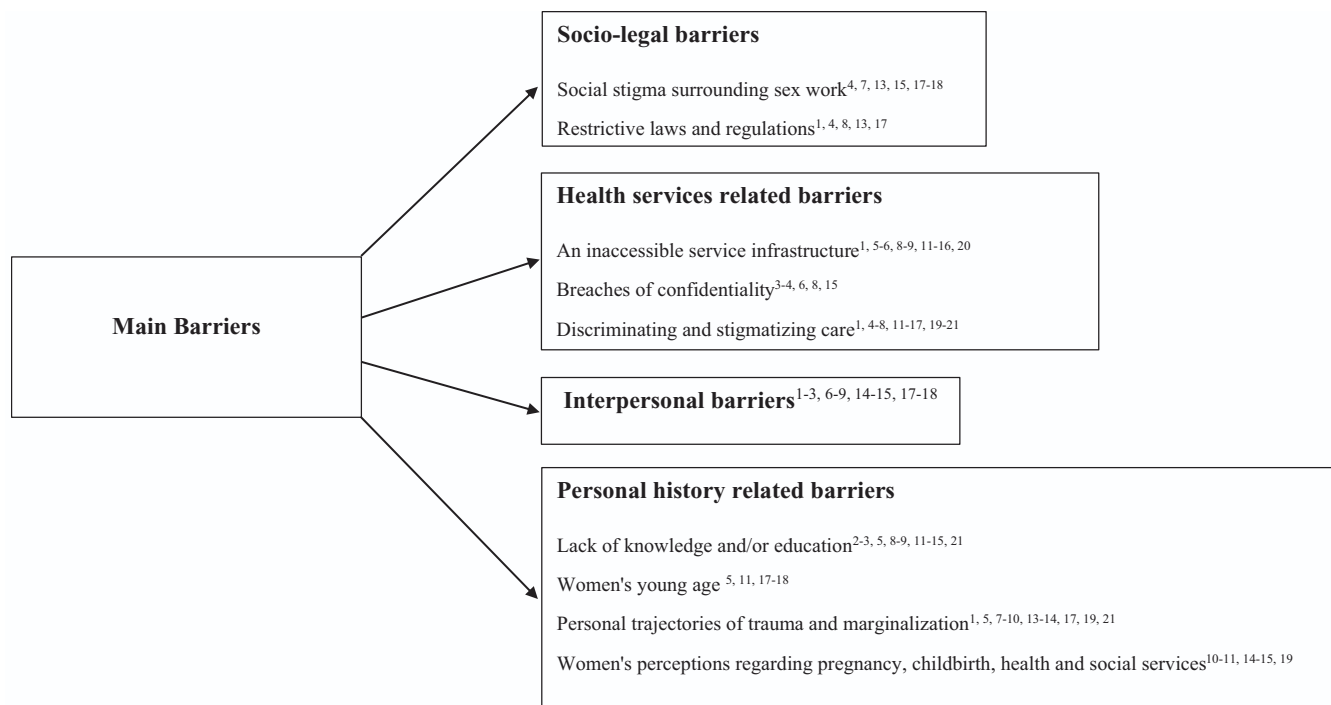 Socio-legal barriers
Social stigma surrounding sex work4, 7, 13, 15, 17-18
Restrictive laws and regulations1, 4, 8, 13, 17
Health services related barriers
An inaccessible service infrastructure1, 5-6, 8-9, 11-16, 20
Breaches of confidentiality3-4, 6, 8, 15
Discriminating and stigmatizing care1, 4-8, 11-17, 19-21
Main Barriers
Interpersonal barriers1-3, 6-9, 14-15, 17-18
Personal history related barriers
Lack of knowledge and/or education2-3, 5, 8-9, 11-15, 21
Women's young age 5, 11, 17-18
Personal trajectories of trauma and marginalization1, 5, 7-10, 13-14, 17, 19, 21
Women's perceptions regarding pregnancy, childbirth, health and social services10-11, 14-15, 19